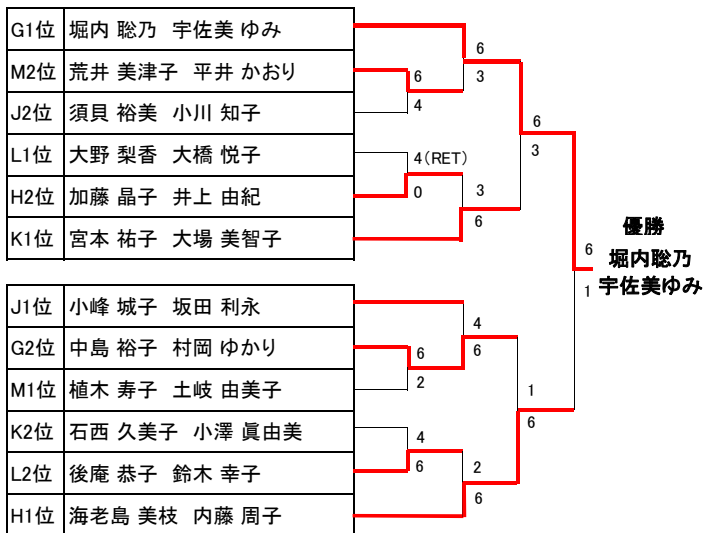 G1位 堀内 聡乃 宇佐美 ゆみ
6
M2位 荒井 美津子 平井 かおり
6
3
J2位 須貝 裕美 小川 知子
4
6
L1位 大野 梨香 大橋 悦子
4(RET)
3
H2位 加藤 晶子 井上 由紀
0
3
K1位 宮本 祐子 大場 美智子
6
優勝
6
堀内聡乃
1
宇佐美ゆみ
J1位 小峰 城子 坂田 利永
4
G2位 中島 裕子 村岡 ゆかり
6
6
M1位 植木 寿子 土岐 由美子
2
1
K2位 石西 久美子 小澤 眞由美
4
6
L2位 後庵 恭子 鈴木 幸子
6
2
H1位 海老島 美枝 内藤 周子
6